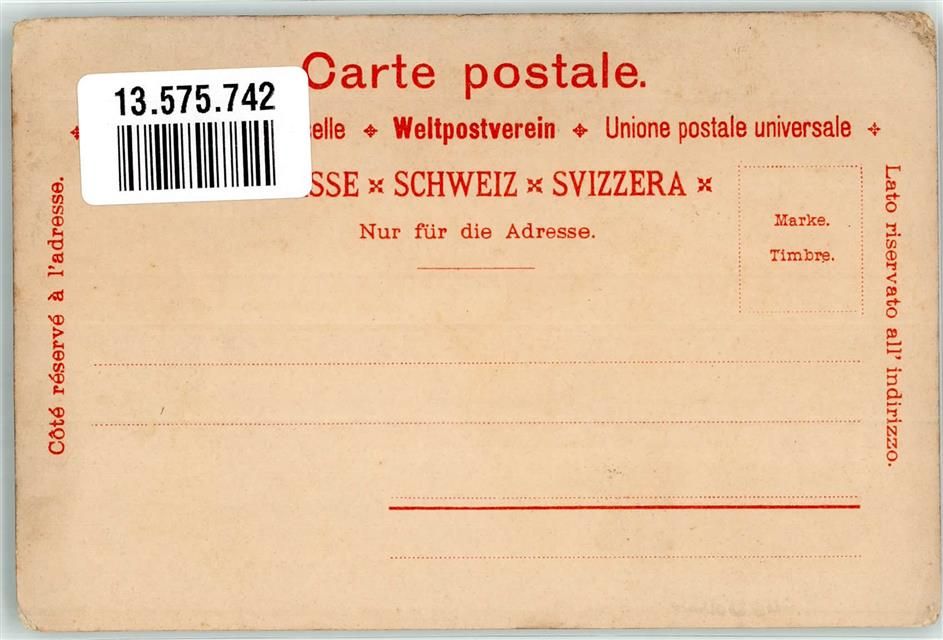 Carte postale.
13.575.742
elle ✤ Weltpostverein ✤ Unione postale universale
SSE × SCHWEIZ × SVIZZERA ×
Nur für die Adresse.
Marke.
Timbre.
Côté réservé à l'adresse.
Lato riservato all' indirizzo.